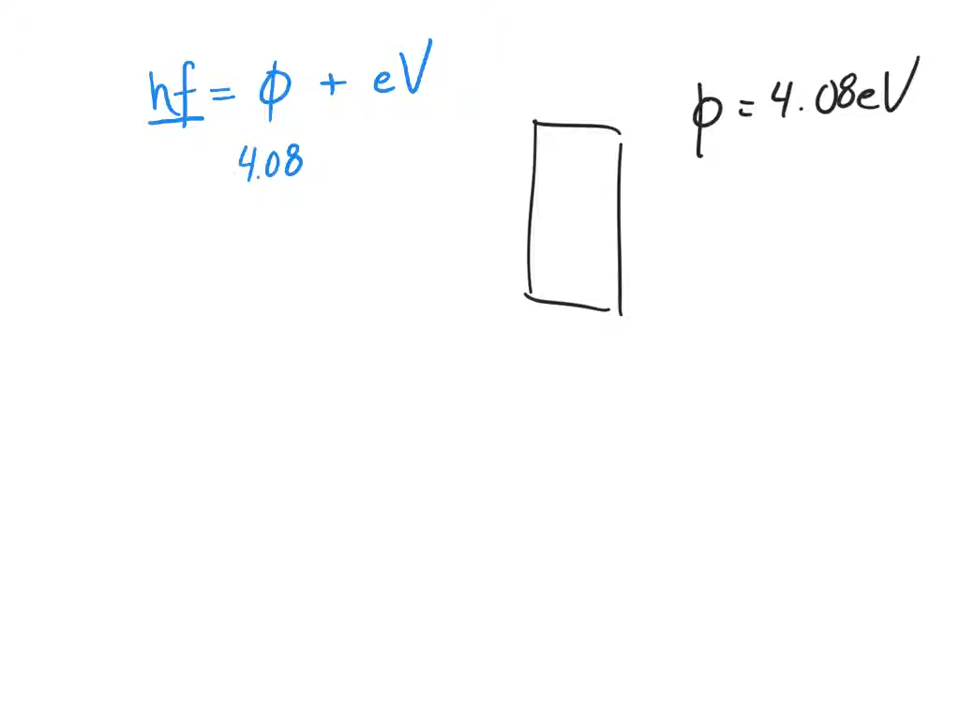 hf = ϕ + eV
4.08
ϕ = 4.08eV